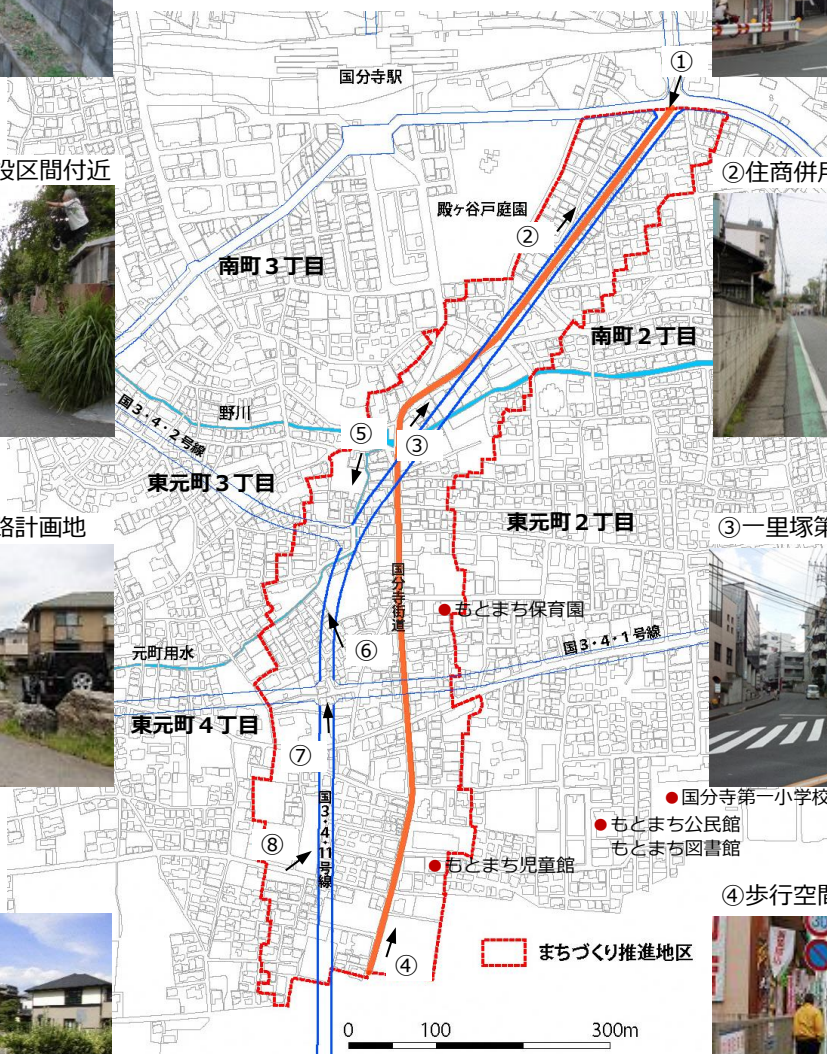 ①
国分寺駅
設区間付近
②住商併用
殿ヶ谷戸庭園
②
南町3丁目
南町2丁目
野川
国3・4・2号線
⑤
③
東元町3丁目
東元町2丁目
路計画地
③一里塚第
国分寺街道
もとまち保育園
国3・4・1号線
元町用水
⑥
東元町4丁目
⑦
国3・4・11号線
国分寺第一小学校
もとまち公民館
もとまち図書館
⑧
もとまち児童館
④歩行空間
④
まちづくり推進地区
0 100 300m